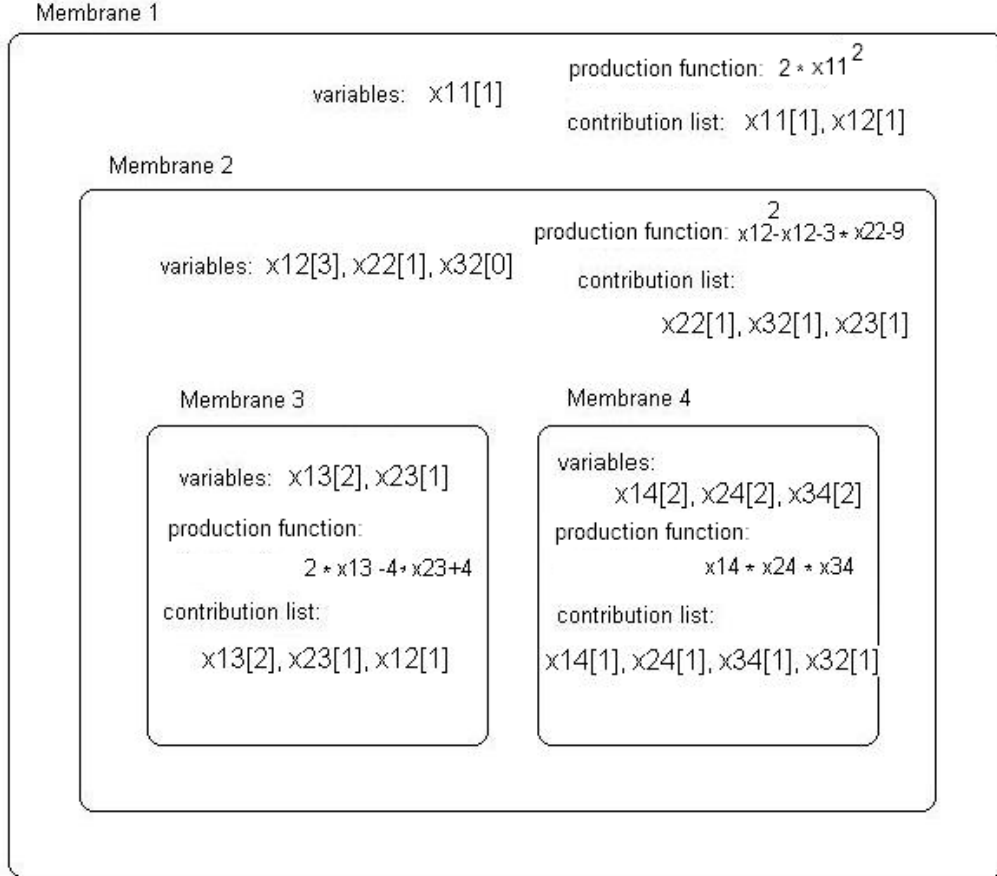 Membrane 1
production function: 2 * x11²
variables: x11[1]
contribution list: x11[1], x12[1]
Membrane 2
production function: x12²-x12-3*x22-9
variables: x12[3], x22[1], x32[0]
contribution list:
x22[1], x32[1], x23[1]
Membrane 3
variables: x13[2], x23[1]
production function:
2 * x13 -4* x23+4
contribution list:
x13[2], x23[1], x12[1]
Membrane 4
variables:
x14[2], x24[2], x34[2]
production function:
x14 * x24 * x34
contribution list:
x14[1], x24[1], x34[1], x32[1]